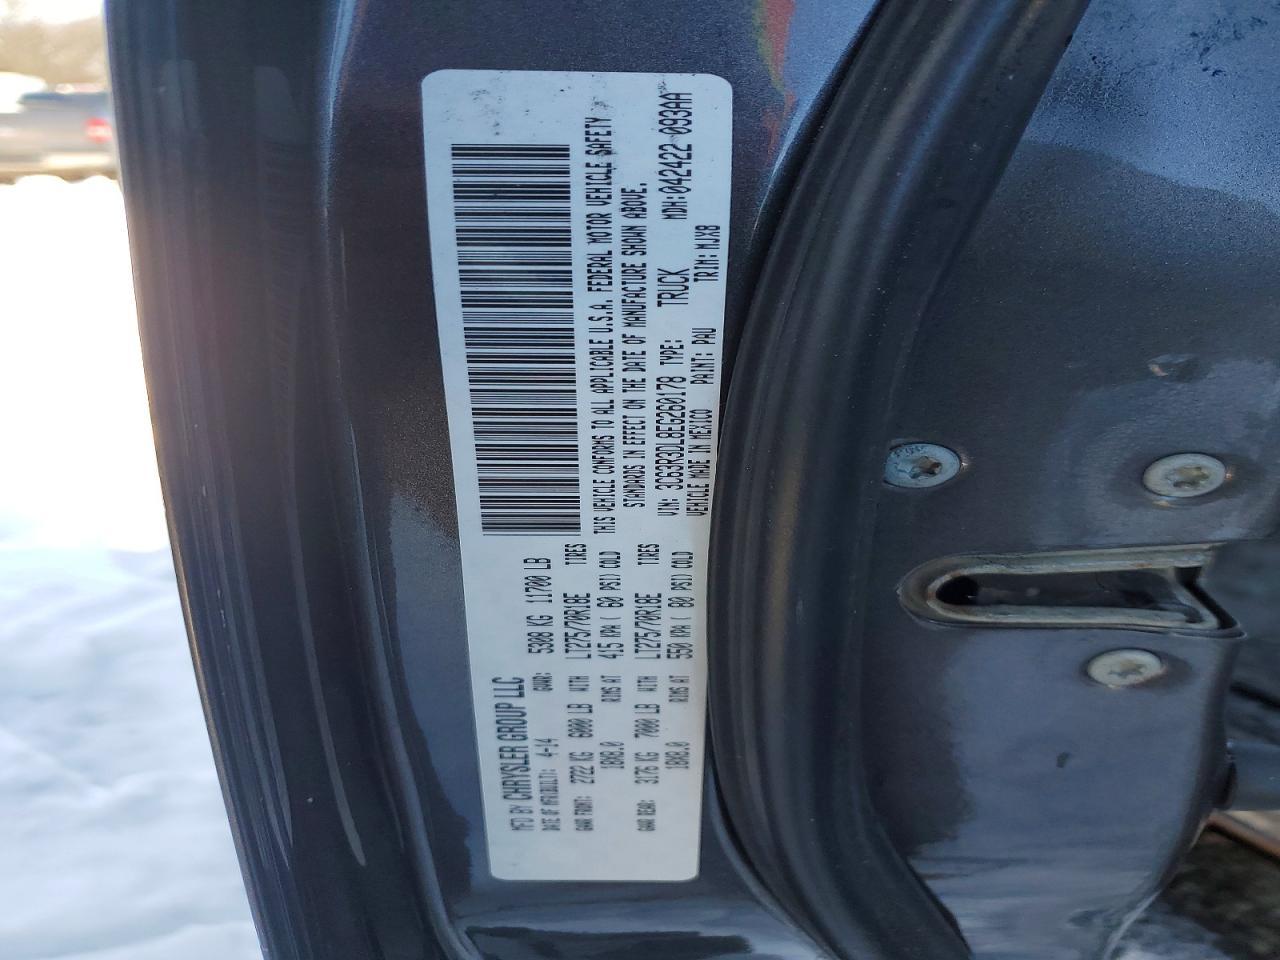 MFD BY CHRYSLER GROUP LLC
DATE OF MFR(BUILT): 4-14 GVWR: 5308 KG 11700 LB
GAWR FRONT: 2722 KG 6000 LB WITH LT275/70R18E TIRES
18X8.0 RIMS AT 415 KPA ( 60 PSI) COLD
GAWR REAR: 3176 KG 7000 LB WITH LT275/70R18E TIRES
18X8.0 RIMS AT 550 KPA ( 80 PSI) COLD
THIS VEHICLE CONFORMS TO ALL APPLICABLE U.S.A. FEDERAL MOTOR VEHICLE SAFETY
STANDARDS IN EFFECT ON THE DATE OF MANUFACTURE SHOWN ABOVE.
VIN: 3C63R3DL8EG260178 TYPE: TRUCK MDH: 042422 093AA
VEHICLE MADE IN MEXICO PAINT: PAU TRIM: MJX8